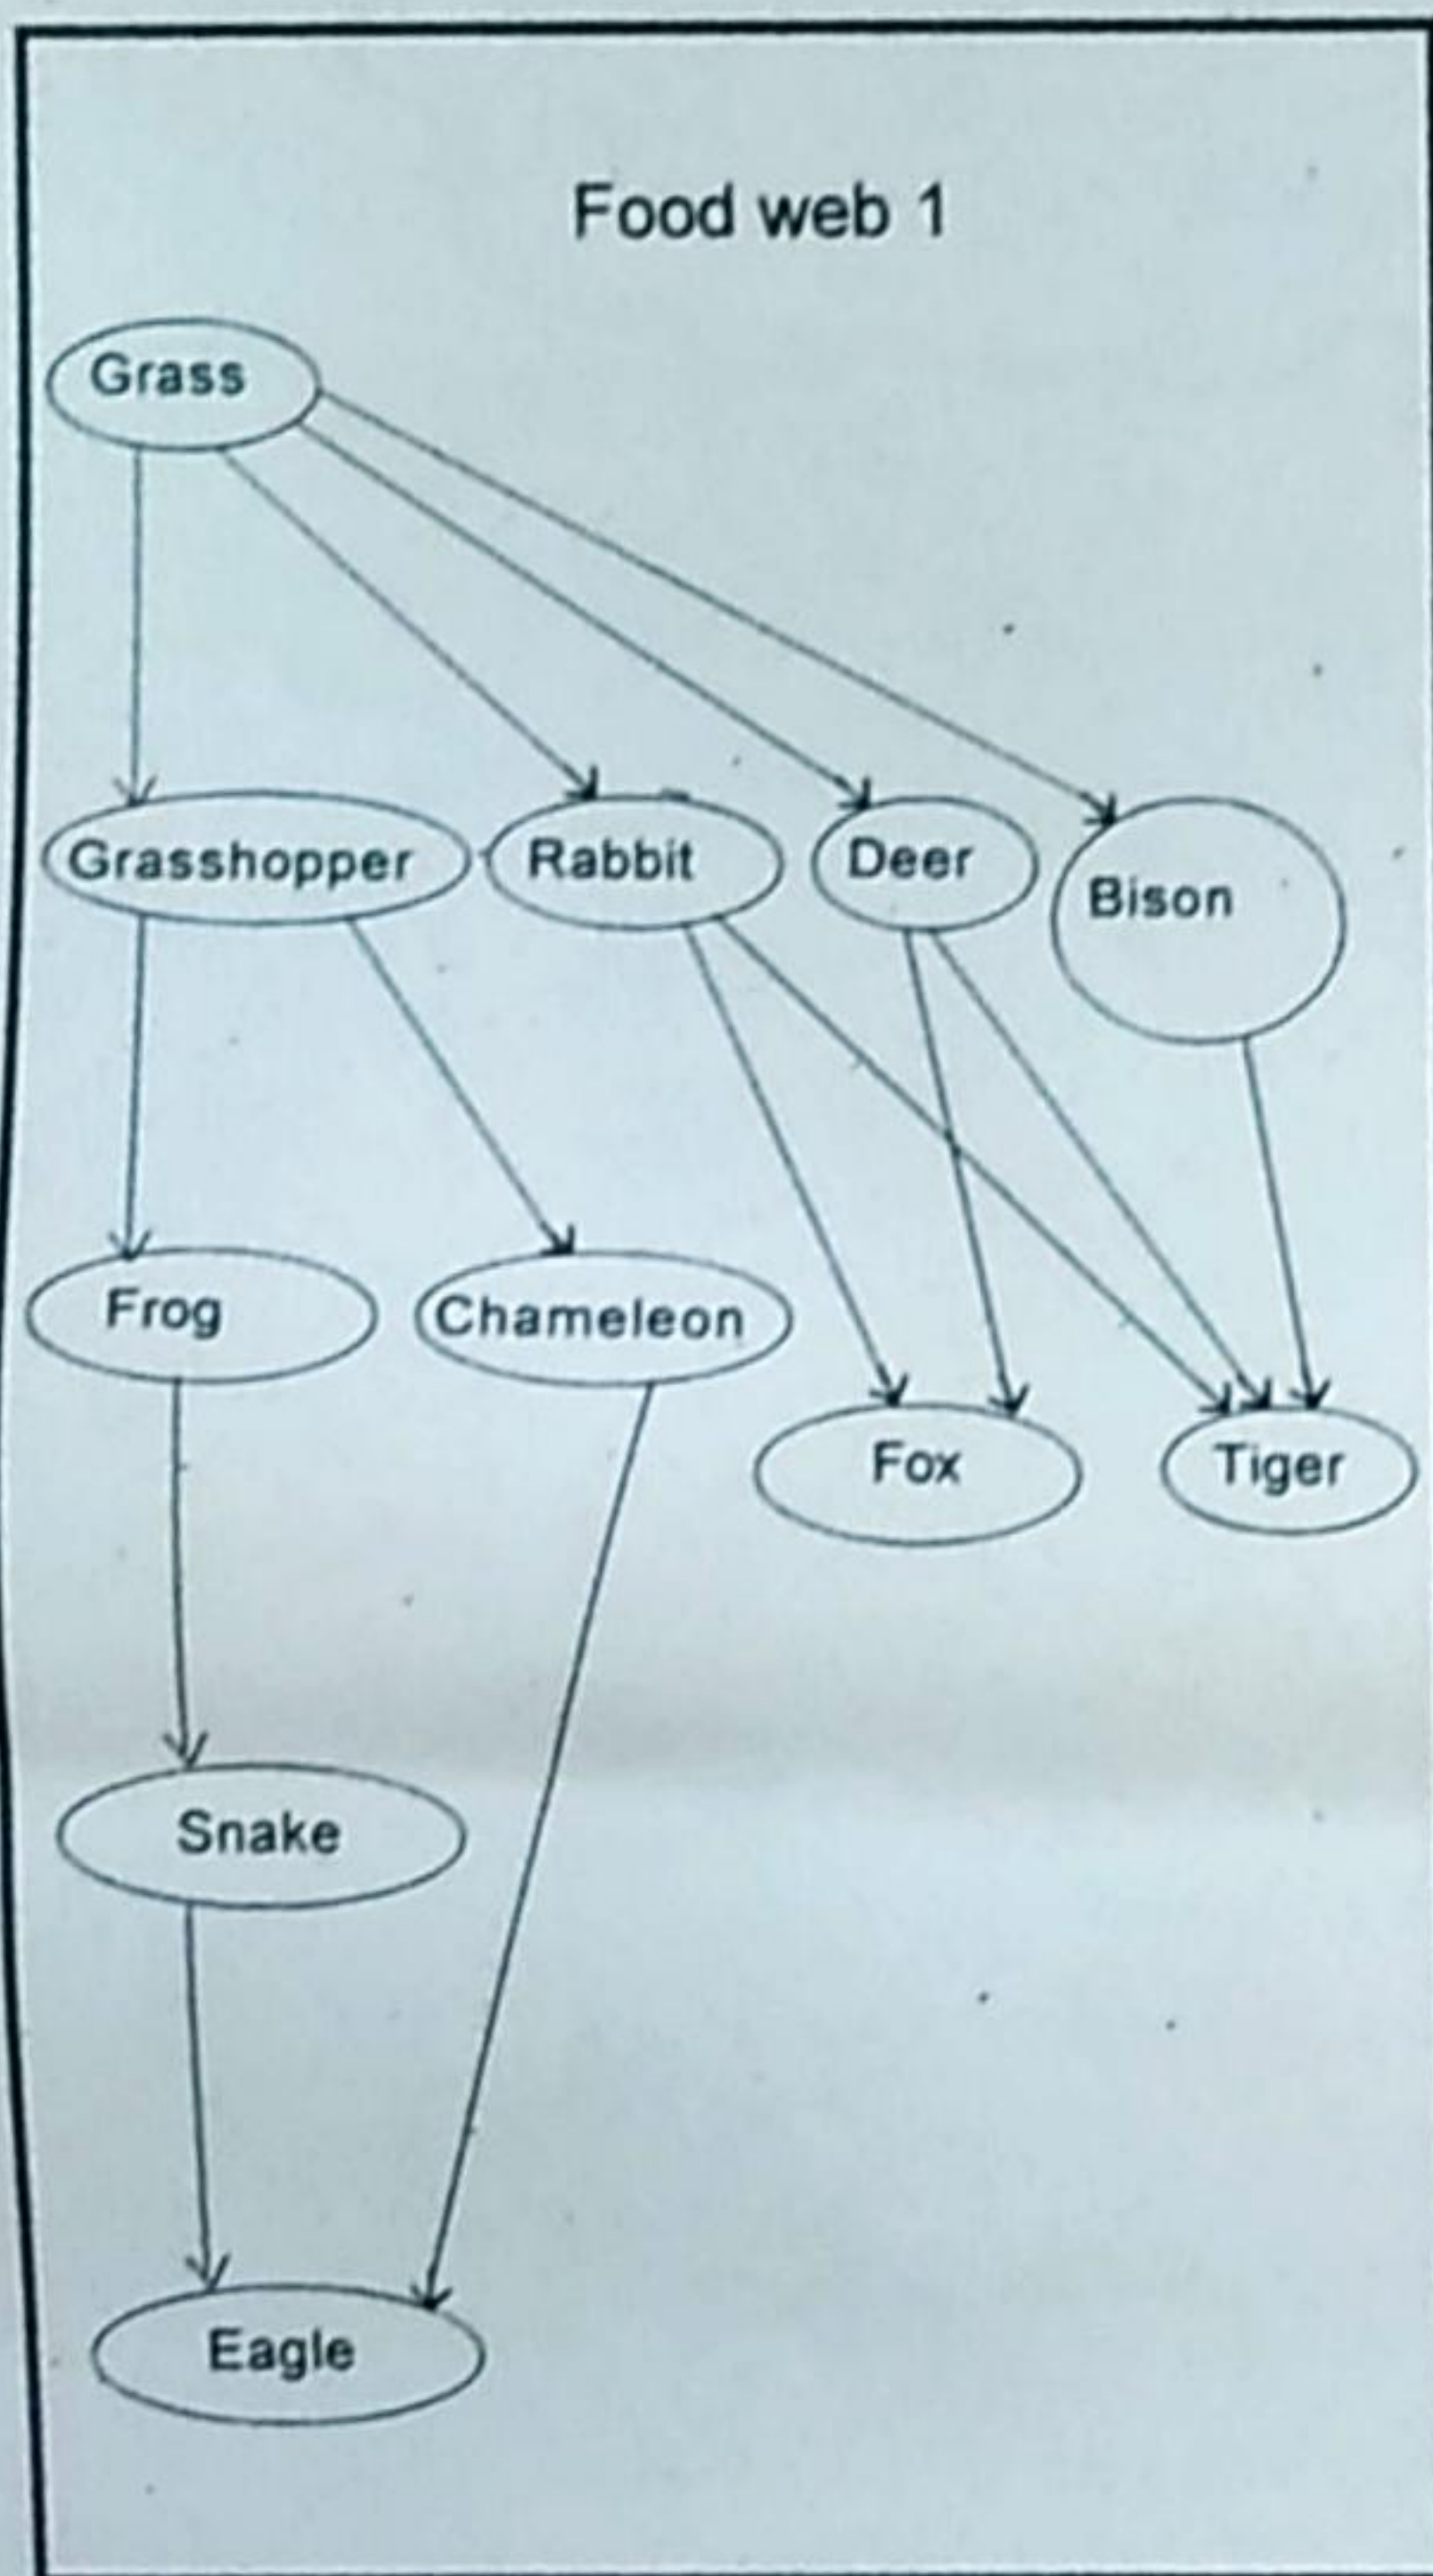 Food web 1
Grass
Grasshopper
Rabbit
Deer
Bison
Frog
Chameleon
Fox
Tiger
Snake
Eagle